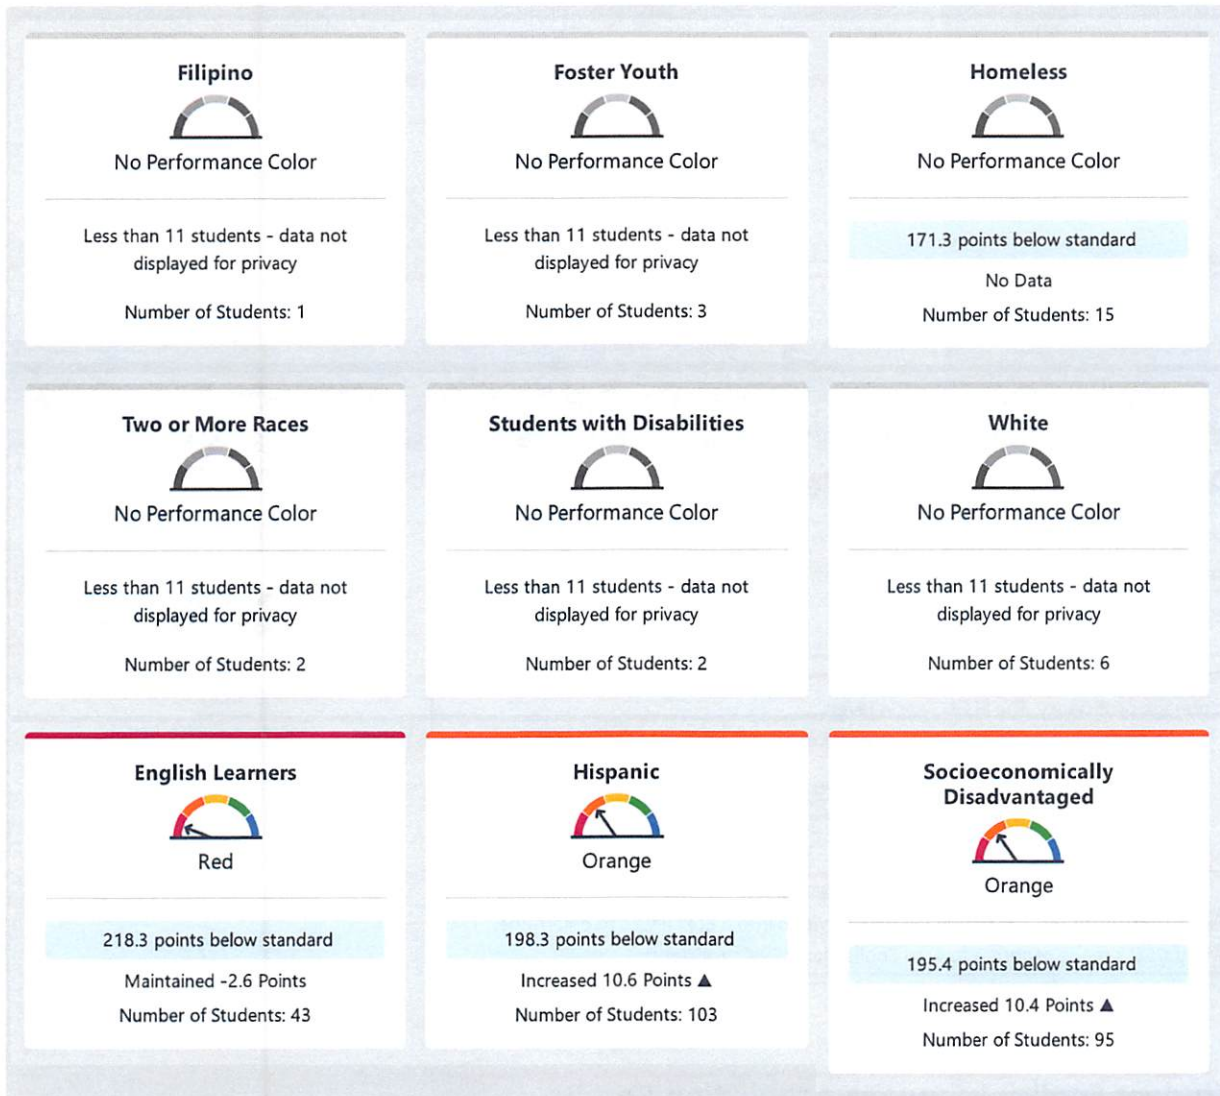 Filipino
No Performance Color
Less than 11 students - data not
displayed for privacy
Number of Students: 1
Foster Youth
No Performance Color
Less than 11 students - data not
displayed for privacy
Number of Students: 3
Homeless
No Performance Color
171.3 points below standard
No Data
Number of Students: 15
Two or More Races
No Performance Color
Less than 11 students - data not
displayed for privacy
Number of Students: 2
Students with Disabilities
No Performance Color
Less than 11 students - data not
displayed for privacy
Number of Students: 2
White
No Performance Color
Less than 11 students - data not
displayed for privacy
Number of Students: 6
English Learners
Red
218.3 points below standard
Maintained -2.6 Points
Number of Students: 43
Hispanic
Orange
198.3 points below standard
Increased 10.6 Points ▲
Number of Students: 103
Socioeconomically
Disadvantaged
Orange
195.4 points below standard
Increased 10.4 Points ▲
Number of Students: 95